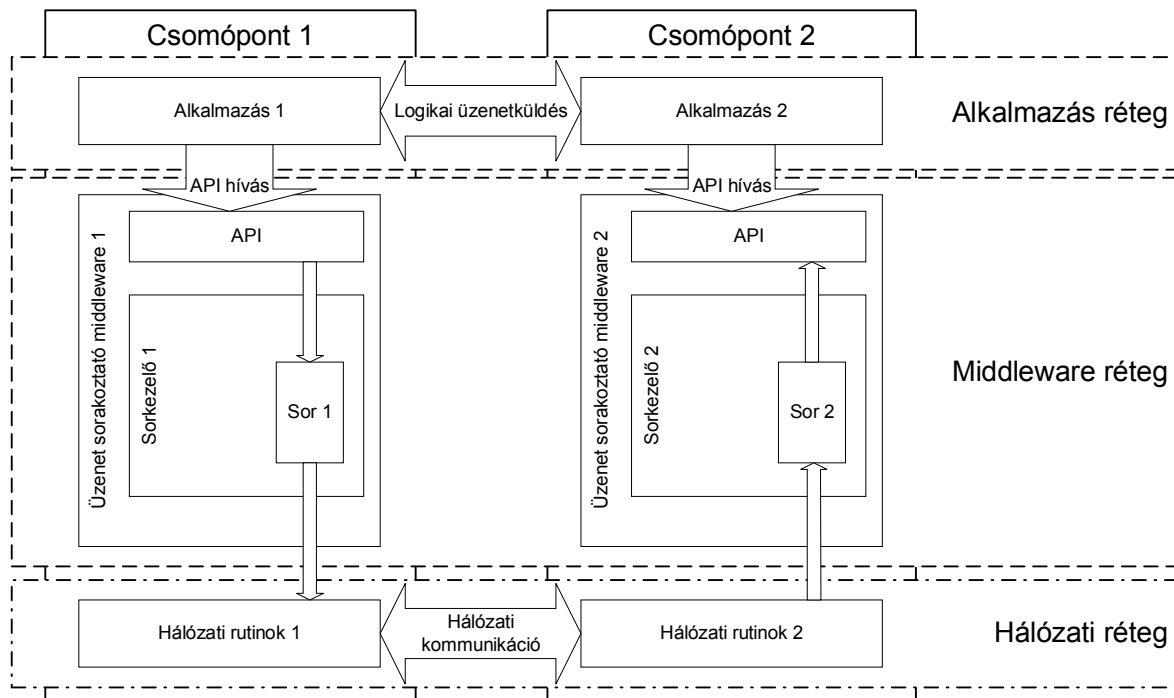 Csomópont 1
Csomópont 2
Alkalmazás 1
Logikai üzenetküldés
Alkalmazás 2
Alkalmazás réteg
API hívás
API hívás
Üzenet sorakoztató middleware 1
API
Sorkezelő 1
Sor 1
Üzenet sorakoztató middleware 2
API
Sorkezelő 2
Sor 2
Middleware réteg
Hálózati rutinok 1
Hálózati
kommunikáció
Hálózati rutinok 2
Hálózati réteg